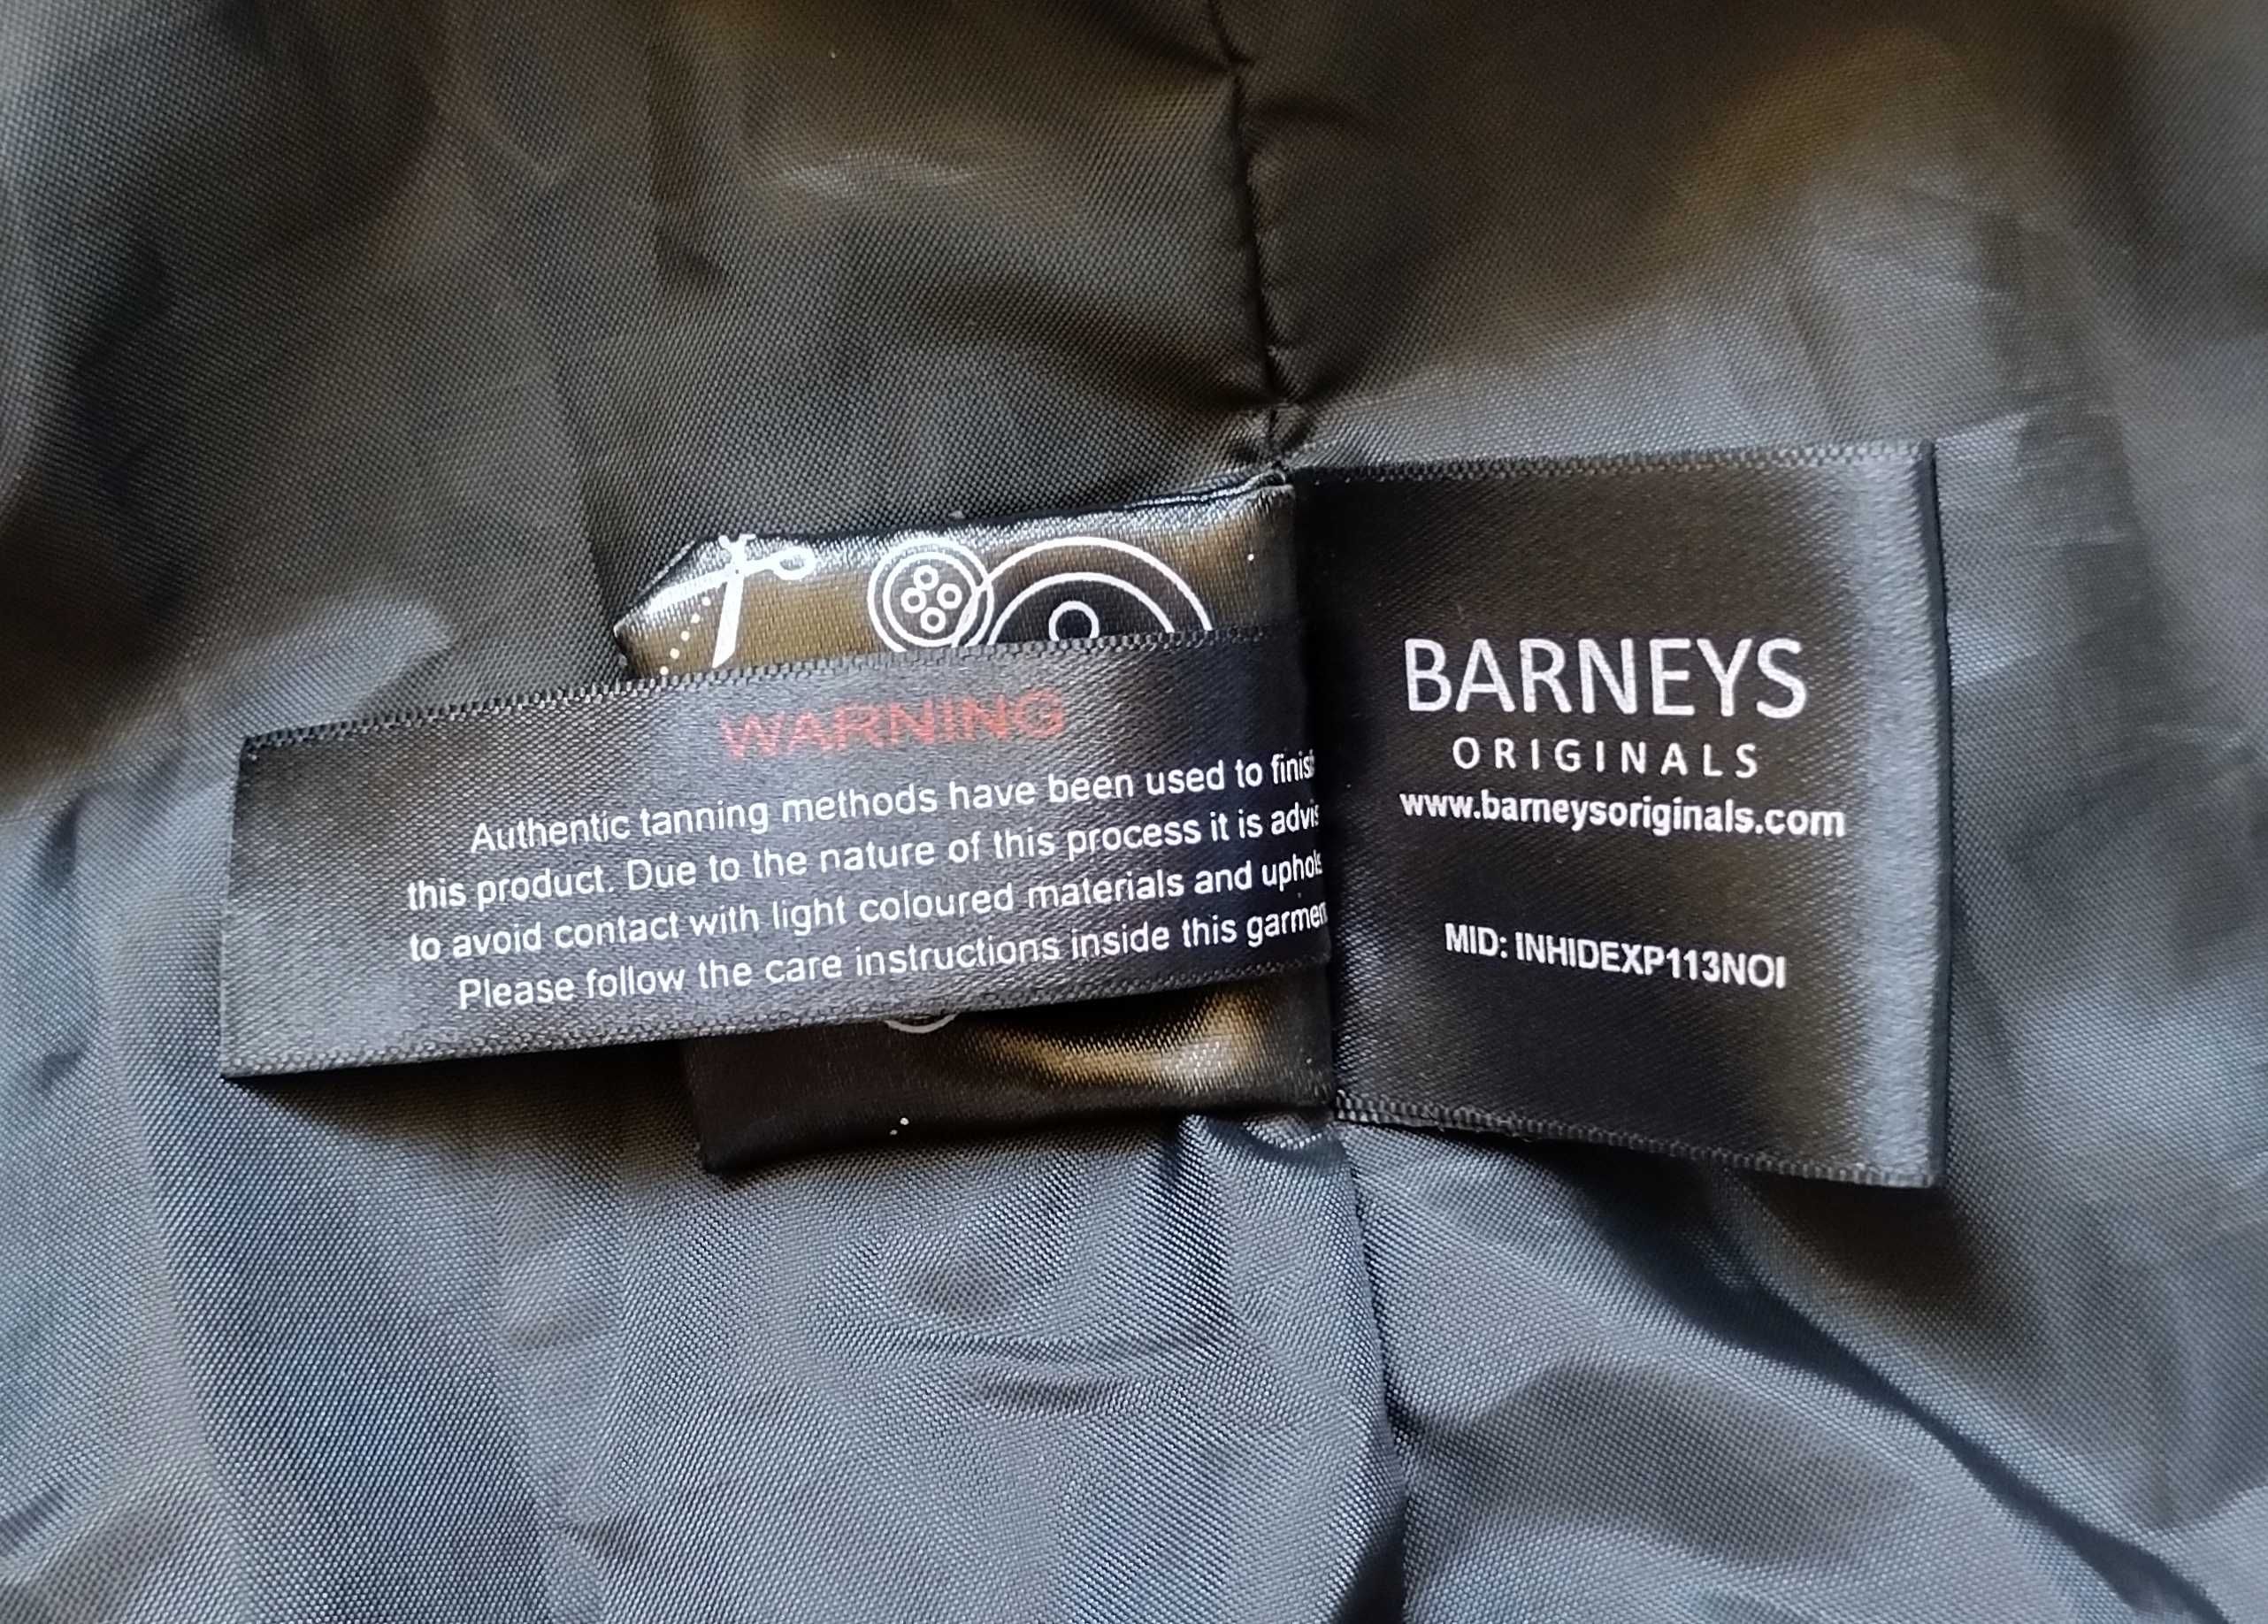 WARNING
Authentic tanning methods have been used to finish
this product. Due to the nature of this process it is
to avoid contact with light coloured materials and
Please follow the care instructions inside this
BARNEYS
ORIGINALS
www.barneysoriginals.com
MID: INHIDEXP113NOI